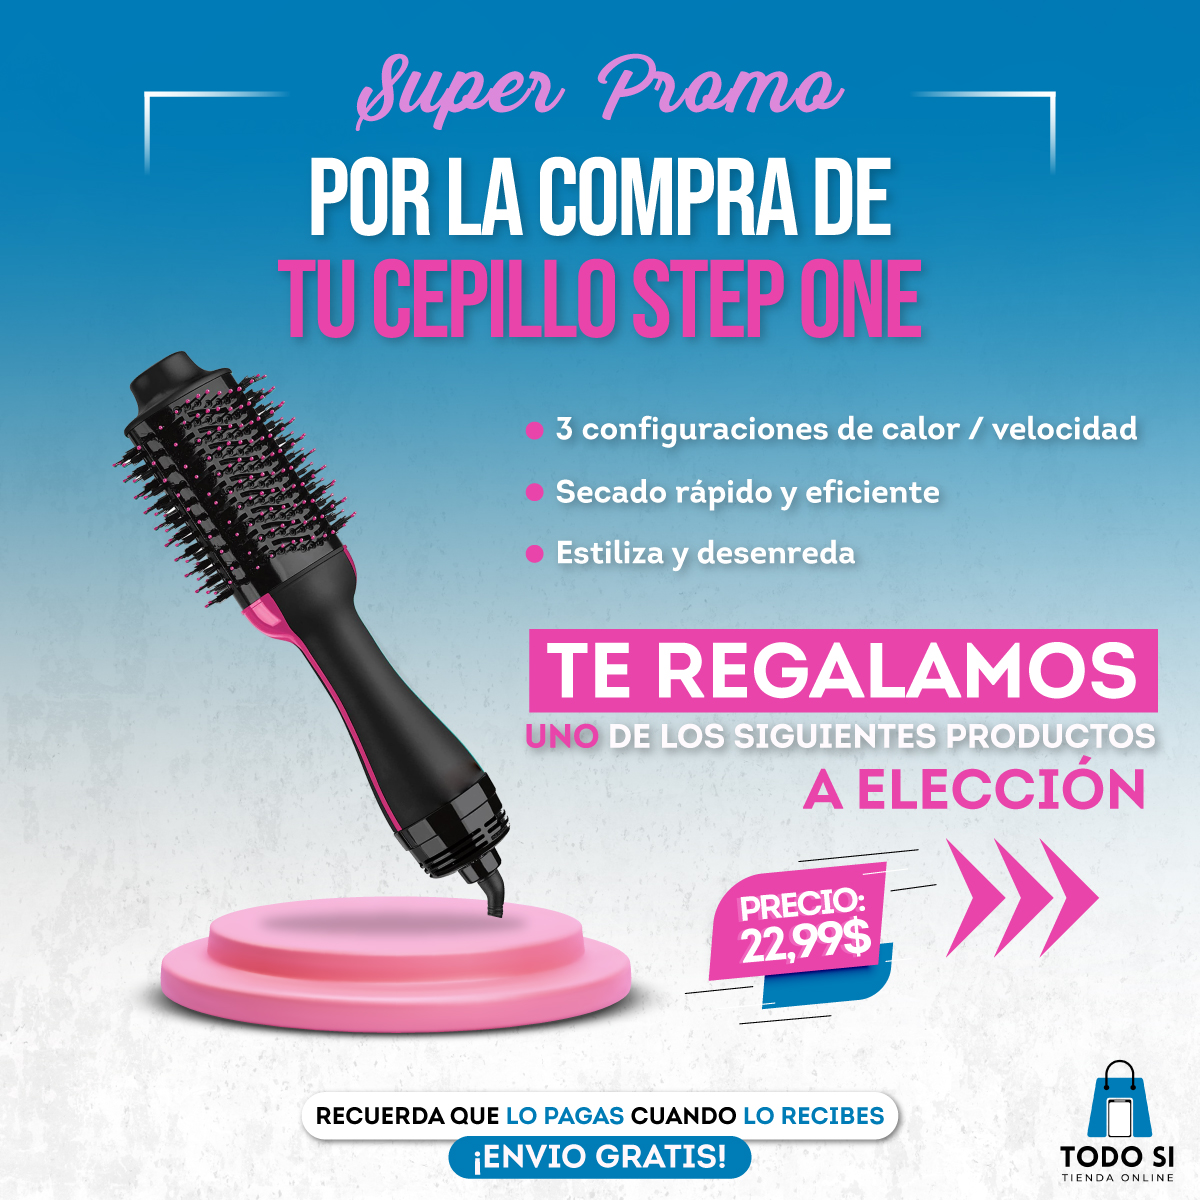 Super Promo
POR LA COMPRA DE
TU CEPILLO STEP ONE
3 configuraciones de calor / velocidad
Secado rápido y eficiente
Estiliza y desenreda
TE REGALAMOS
UNO DE LOS SIGUIENTES PRODUCTOS
A ELECCIÓN
PRECIO:
22,99$
RECUERDA QUE LO PAGAS CUANDO LO RECIBES
¡ENVIO GRATIS!
TODO SI
TIENDA ONLINE